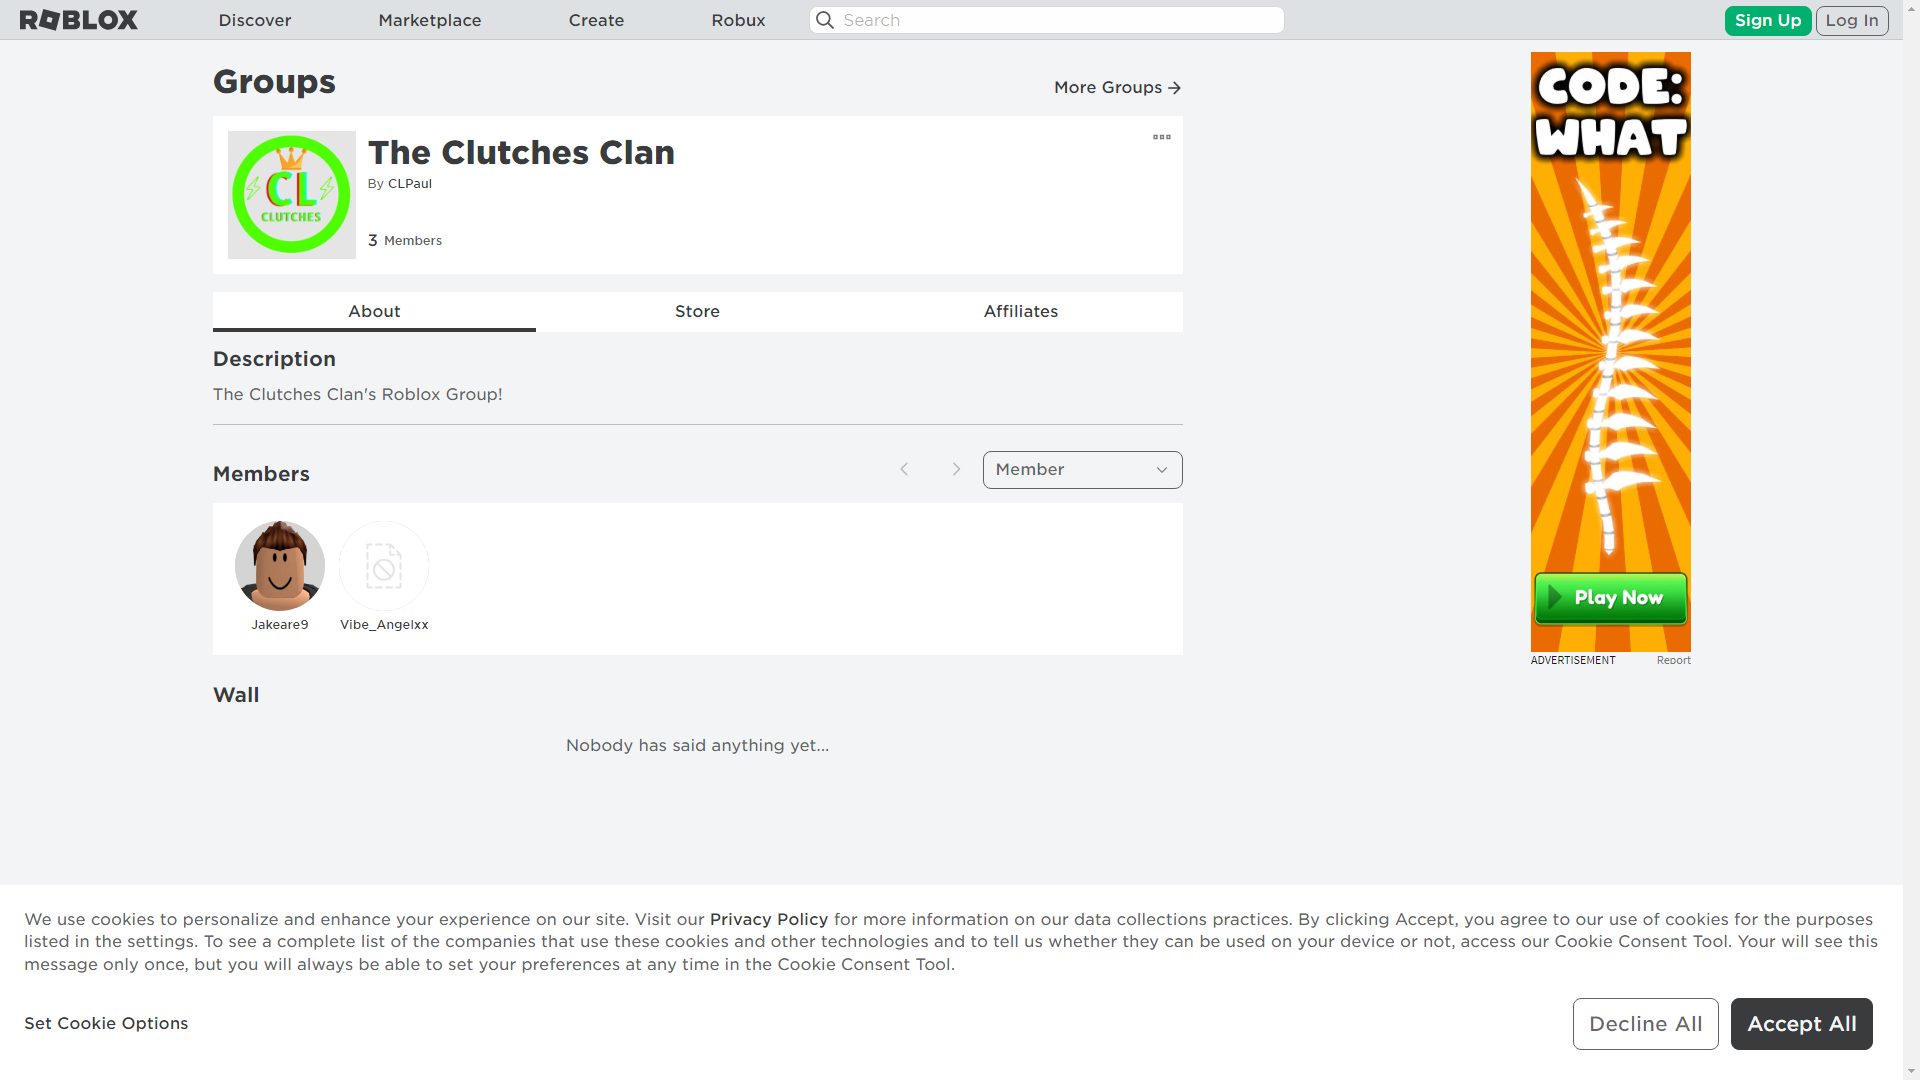 ROBLOX
Discover
Marketplace
Create
Robux
Search
Sign Up
Log In
Groups
More Groups
The Clutches Clan
By CLPaul
3 Members
CL
CLUTCHES
About
Store
Affiliates
Description
The Clutches Clan's Roblox Group!
Members
Member
Jakeare9
Vibe_Angelxx
Wall
Nobody has said anything yet...
CODE:
WHAT
Play Now
ADVERTISEMENT
Report
We use cookies to personalize and enhance your experience on our site. Visit our Privacy Policy for more information on our data collections practices. By clicking Accept, you agree to our use of cookies for the purposes
listed in the settings. To see a complete list of the companies that use these cookies and other technologies and to tell us whether they can be used on your device or not, access our Cookie Consent Tool. Your will see this
message only once, but you will always be able to set your preferences at any time in the Cookie Consent Tool.
Set Cookie Options
Decline All
Accept All